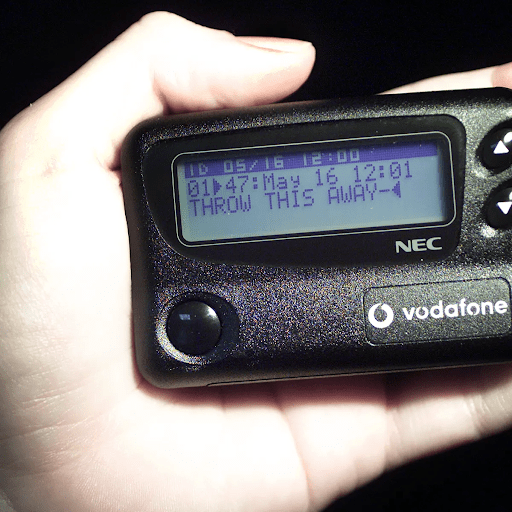 05/16 12:00
01▶47:May 16 12:01
THROW THIS AWAY-◀
NEC
vodafone